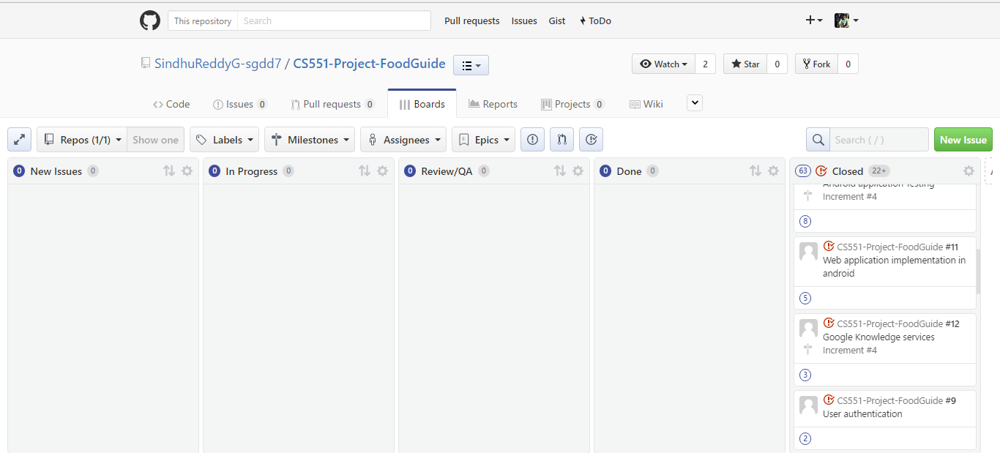 This repository Search Pull requests Issues Gist ToDo
SindhuReddyG-sgdd7 / CS551-Project-FoodGuide Watch 2 Star 0 Fork 0
Code Issues 0 Pull requests 0 Boards Reports Projects 0 Wiki
Repos (1/1) Show one Labels Milestones Assignees E Epics Search ( / ) New Issue
0 New Issues 0 0 In Progress 0 0 Review/QA 0 0 Done 0 63 Closed 22+
Android application Testing
Increment #4
8
CS551-Project-FoodGuide #11
Web application implementation in
android
5
CS551-Project-FoodGuide #12
Google Knowledge services
Increment #4
3
CS551-Project-FoodGuide #9
User authentication
2